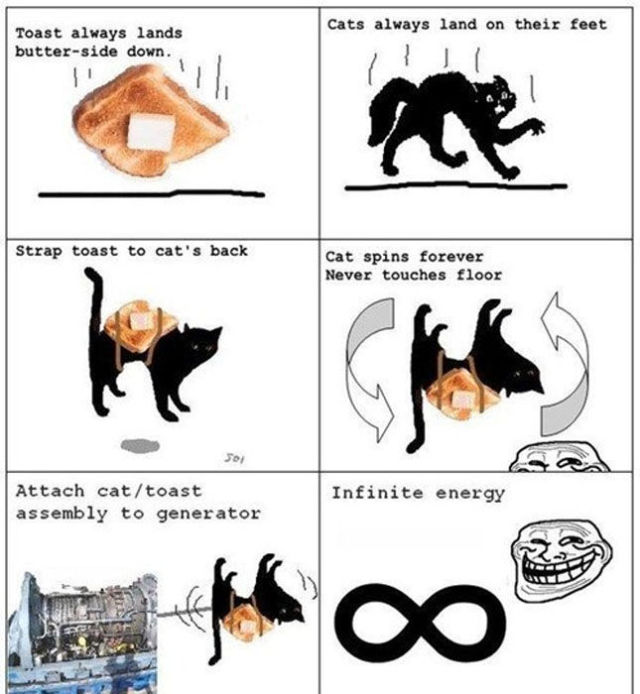 Toast always lands
butter-side down.
Cats always land on their feet
Strap toast to cat's back
Cat spins forever
Never touches floor
Attach cat/toast
assembly to generator
Infinite energy